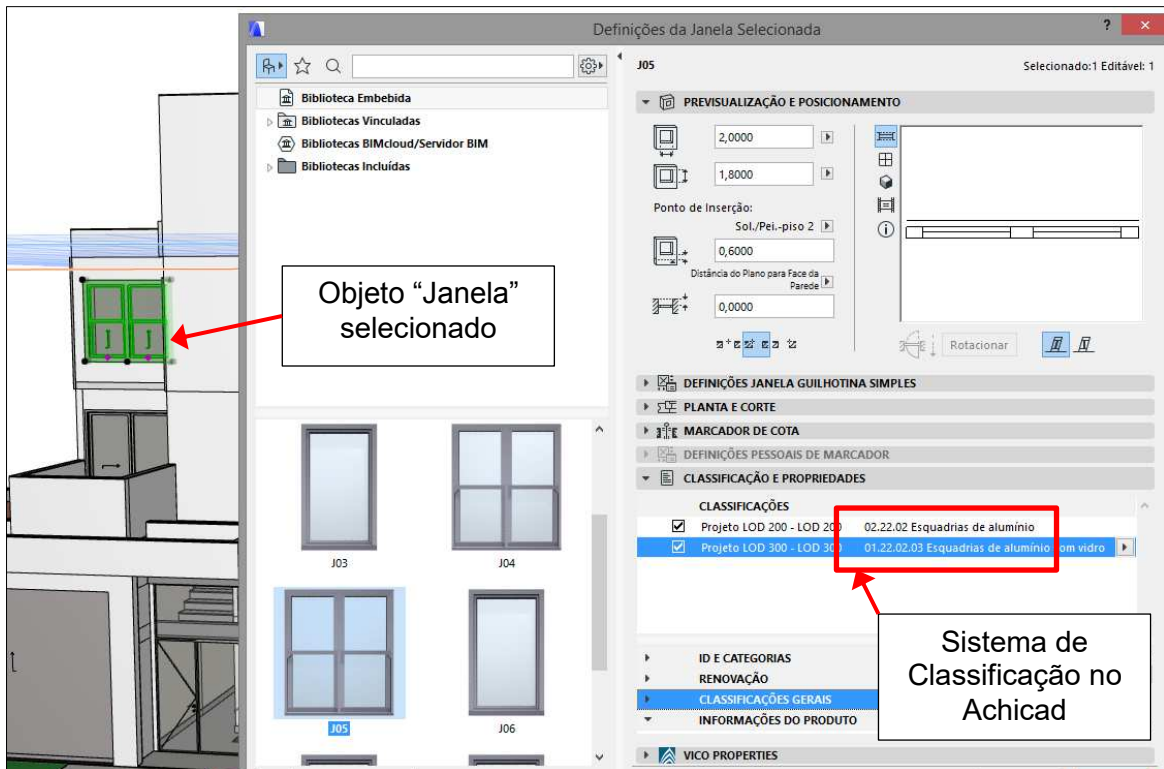 Definições da Janela Selecionada
?
×
J05
Selecionado:1 Editável: 1
Biblioteca Embebida
Bibliotecas Vinculadas
Bibliotecas BIMcloud/Servidor BIM
Bibliotecas Incluídas
PREVISUALIZAÇÃO E POSICIONAMENTO
2,0000
1,8000
Ponto de Inserção:
Sol./Pei.-piso 2
0,6000
Distância do Plano para Face da
Parede
0,0000
Rotacionar
Objeto “Janela”
selecionado
DEFINIÇÕES JANELA GUILHOTINA SIMPLES
PLANTA E CORTE
MARCADOR DE COTA
DEFINIÇÕES PESSOAIS DE MARCADOR
CLASSIFICAÇÃO E PROPRIEDADES
CLASSIFICAÇÕES
Projeto LOD 200 - LOD 200 02.22.02 Esquadrias de alumínio
Projeto LOD 300 - LOD 300 01.22.02.03 Esquadrias de alumínio com vidro
J03
J04
J05
J06
Sistema de
Classificação no
Achicad
ID E CATEGORIAS
RENOVAÇÃO
CLASSIFICAÇÕES GERAIS
INFORMAÇÕES DO PRODUTO
VICO PROPERTIES